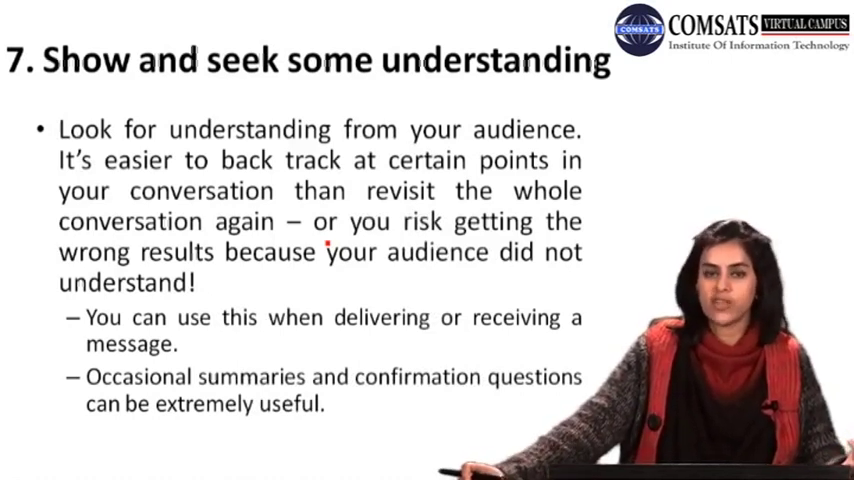 COMSATS VIRTUAL CAMPUS
COMSATS
Institute Of Information Technology
7. Show and seek some understanding
• Look for understanding from your audience.
It's easier to back track at certain points in
your conversation than revisit the whole
conversation again – or you risk getting the
wrong results because your audience did not
understand!
– You can use this when delivering or receiving a
message.
– Occasional summaries and confirmation questions
can be extremely useful.